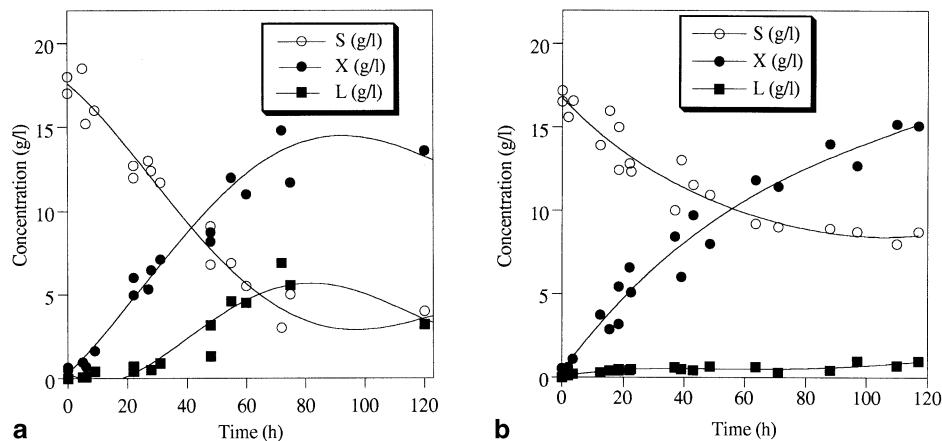 20
15
10
5
0
Concentration (g/l)
S (g/l)
X (g/l)
L (g/l)
0 20 40 60 80 100 120
Time (h)
a
20
15
10
5
0
Concentration (g/l)
S (g/l)
X (g/l)
L (g/l)
0 20 40 60 80 100 120
Time (h)
b